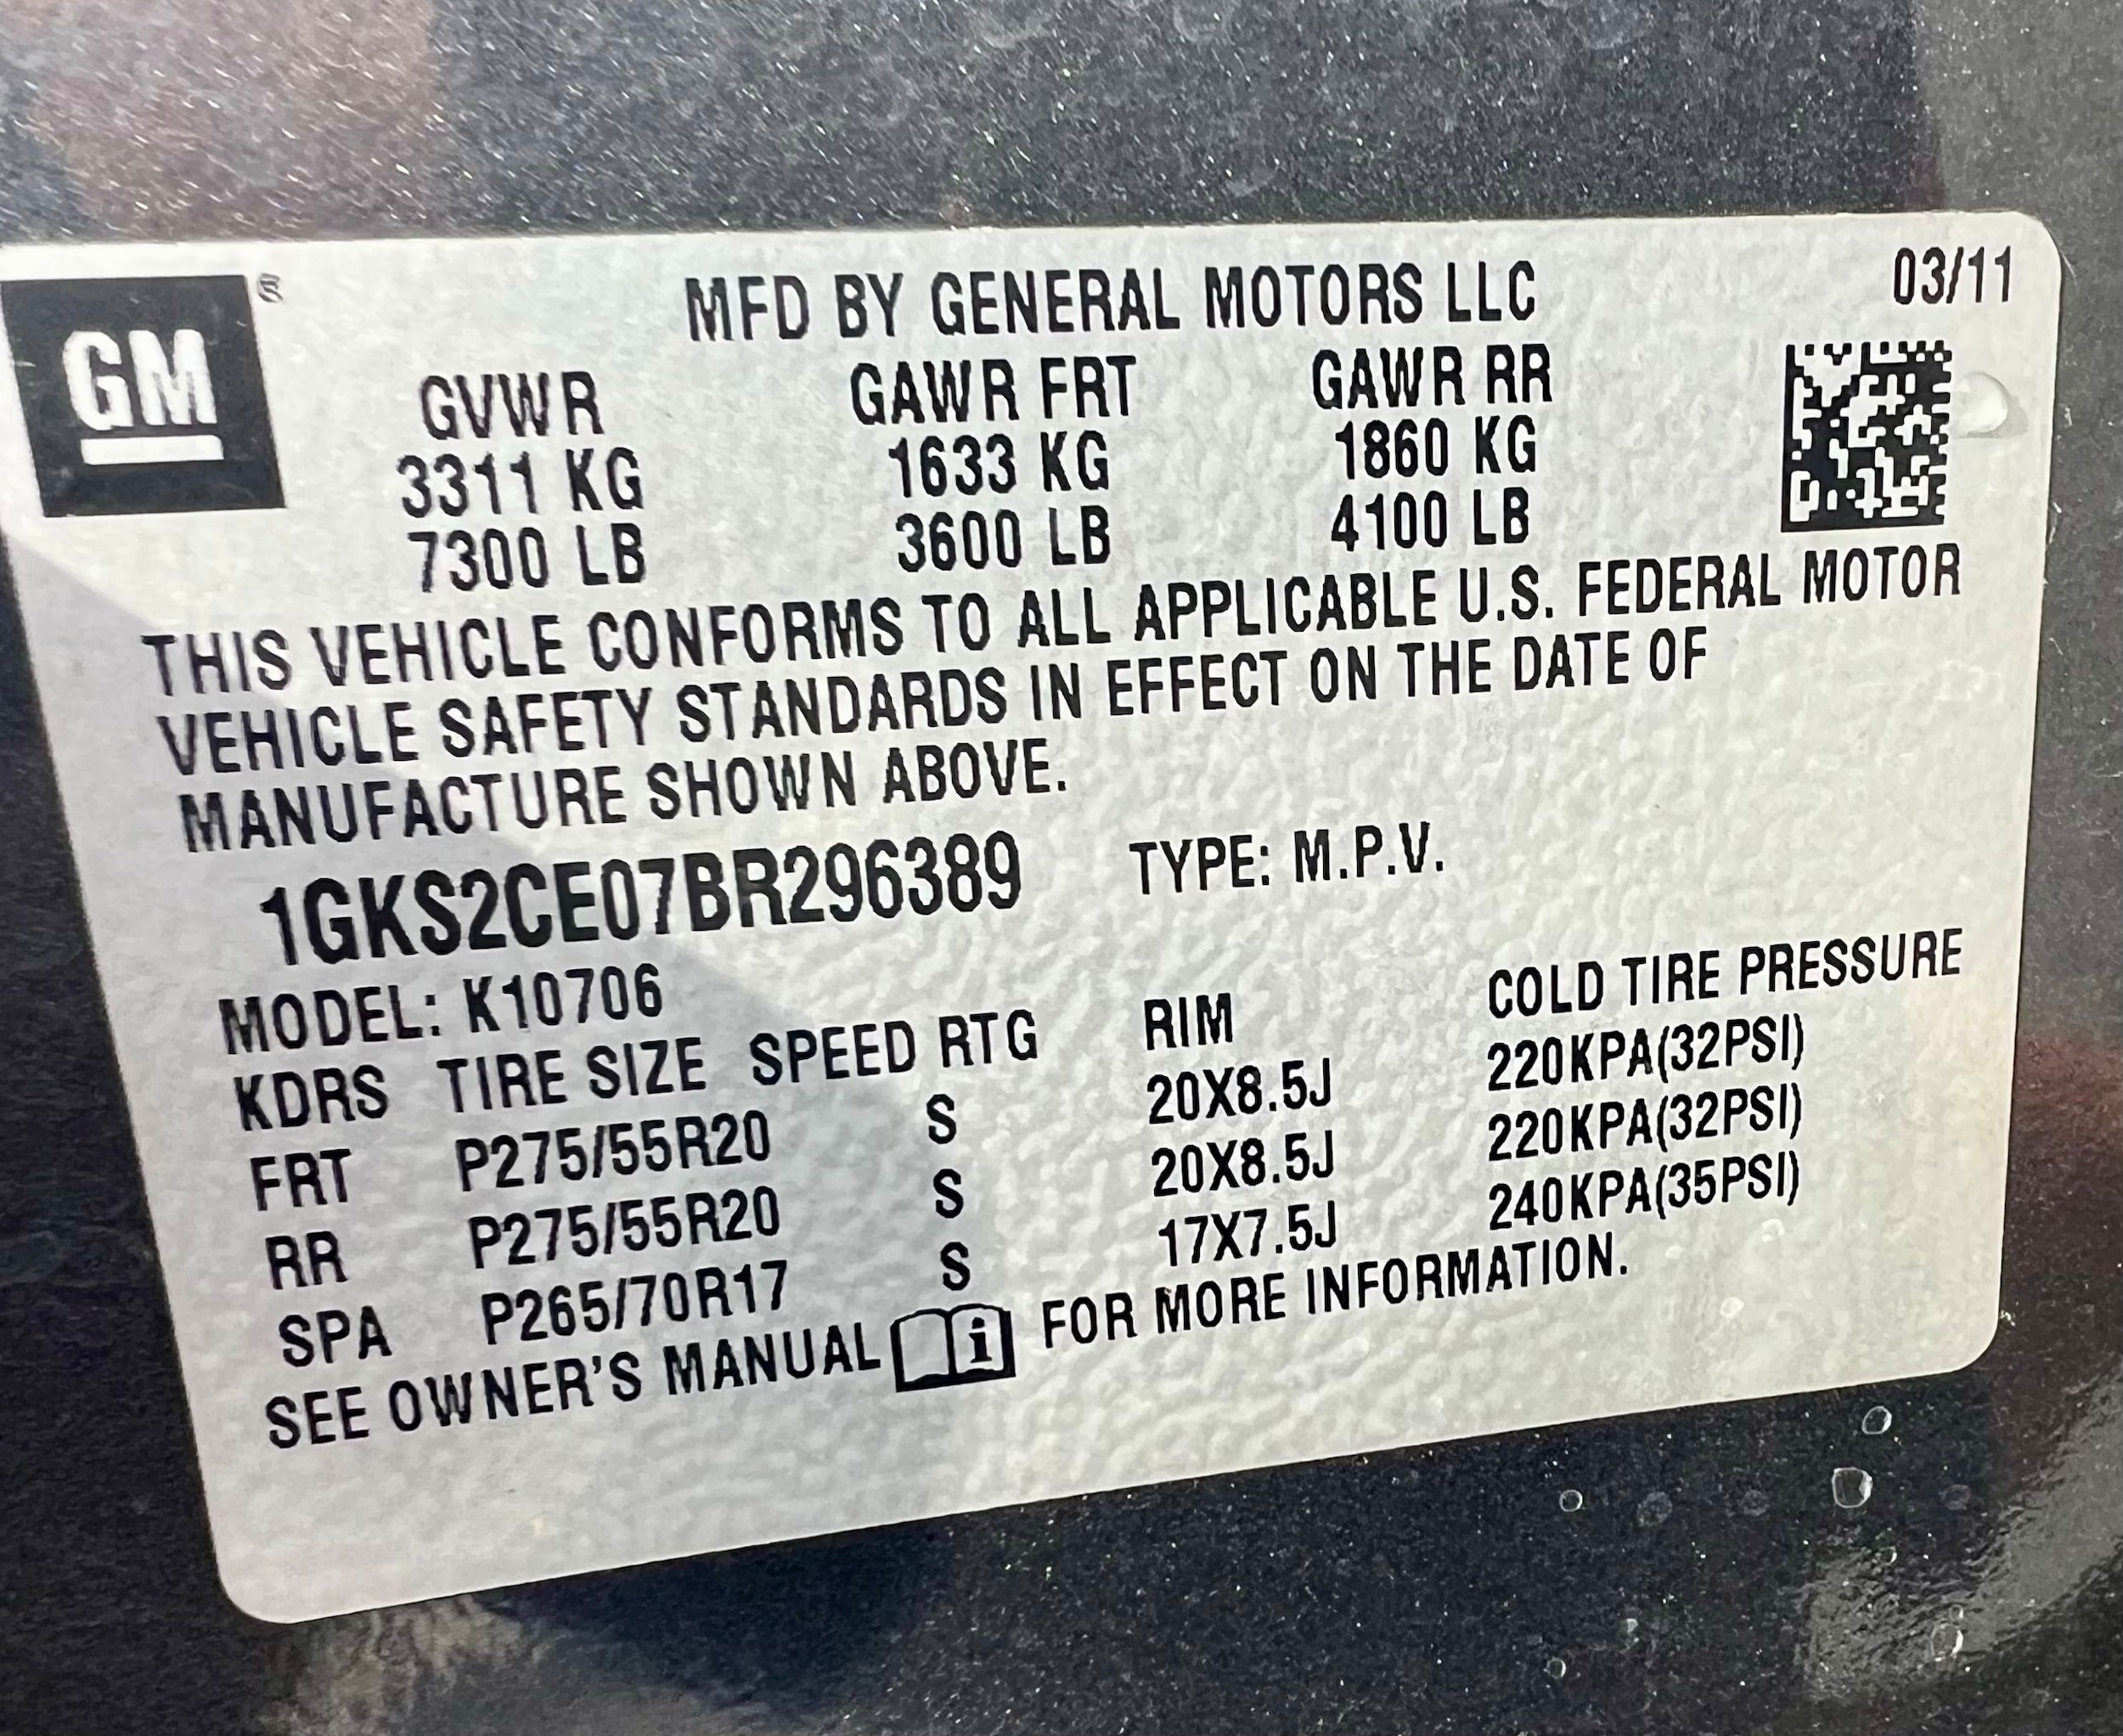 GM ®
MFD BY GENERAL MOTORS LLC 03/11
GVWR GAWR FRT GAWR RR
3311 KG 1633 KG 1860 KG
7300 LB 3600 LB 4100 LB
THIS VEHICLE CONFORMS TO ALL APPLICABLE U.S. FEDERAL MOTOR
VEHICLE SAFETY STANDARDS IN EFFECT ON THE DATE OF
MANUFACTURE SHOWN ABOVE.
1GKS2CE07BR296389 TYPE: M.P.V.
MODEL: K10706
KDRS TIRE SIZE SPEED RTG RIM COLD TIRE PRESSURE
FRT P275/55R20 S 20X8.5J 220KPA(32PSI)
RR P275/55R20 S 20X8.5J 220KPA(32PSI)
SPA P265/70R17 S 17X7.5J 240KPA(35PSI)
SEE OWNER'S MANUAL i FOR MORE INFORMATION.